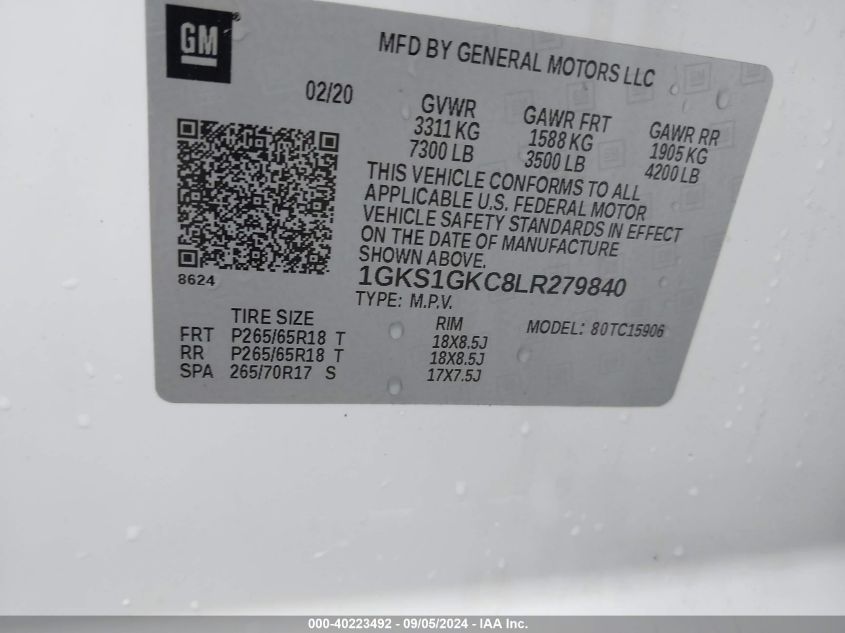 GM®
MFD BY GENERAL MOTORS LLC
02/20
GVWR GAWR FRT GAWR RR
3311 KG 1588 KG 1905 KG
7300 LB 3500 LB 4200 LB
THIS VEHICLE CONFORMS TO ALL
APPLICABLE U.S. FEDERAL MOTOR
VEHICLE SAFETY STANDARDS IN EFFECT
ON THE DATE OF MANUFACTURE
SHOWN ABOVE.
8624
1GKS1GKC8LR279840
TYPE: M.P.V.
TIRE SIZE RIM MODEL: 80TC15906
FRT P265/65R18 T 18X8.5J
RR P265/65R18 T 18X8.5J
SPA 265/70R17 S 17X7.5J
000-40223492 - 09/05/2024 - IAA Inc.